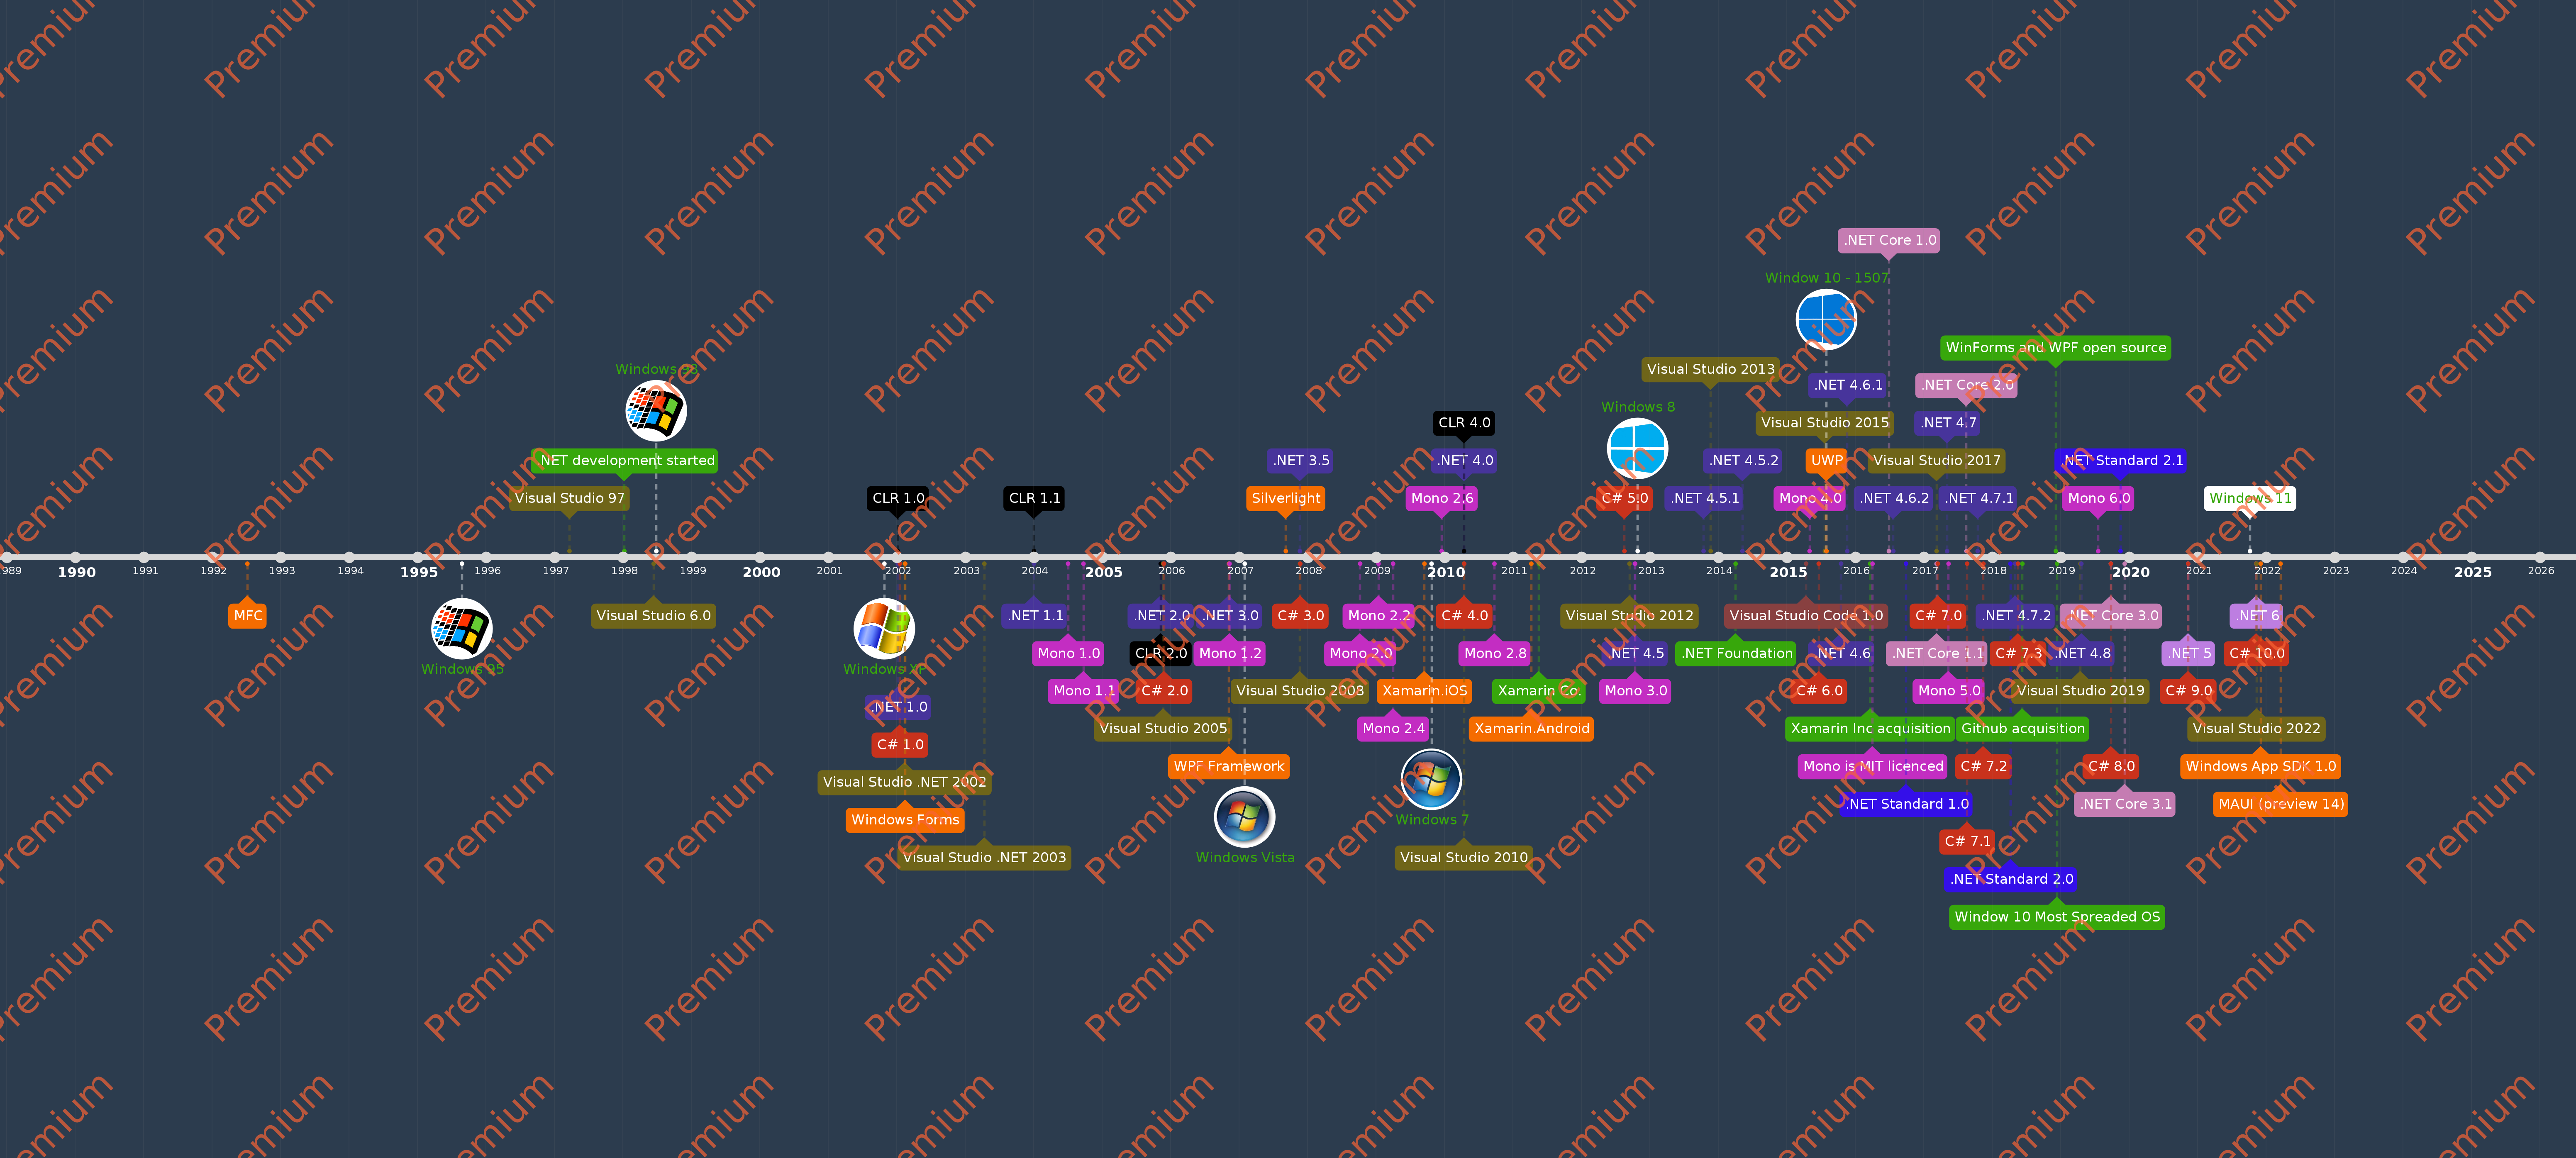 .NET Core 1.0
Window 10 - 1507
WinForms and WPF open source
Windows 98
Visual Studio 2013
.NET 4.6.1
.NET Core 2.0
Windows 8
CLR 4.0
Visual Studio 2015
.NET 4.7
.NET development started
.NET 3.5
.NET 4.0
.NET 4.5.2
UWP
Visual Studio 2017
.NET Standard 2.1
Visual Studio 97
CLR 1.0
CLR 1.1
Silverlight
Mono 2.6
C# 5.0
.NET 4.5.1
Mono 4.0
.NET 4.6.2
.NET 4.7.1
Mono 6.0
Windows 11
1989 1990 1991 1992 1993 1994 1995 1996 1997 1998 1999 2000 2001 2002 2003 2004 2005 2006 2007 2008 2009 2010 2011 2012 2013 2014 2015 2016 2017 2018 2019 2020 2021 2022 2023 2024 2025 2026
MFC
Visual Studio 6.0
.NET 1.1
.NET 2.0
.NET 3.0
C# 3.0
Mono 2.2
C# 4.0
Visual Studio 2012
Visual Studio Code 1.0
C# 7.0
.NET 4.7.2
.NET Core 3.0
.NET 6
Mono 1.0
CLR 2.0
Mono 1.2
Mono 2.0
Mono 2.8
.NET 4.5
.NET Foundation
.NET 4.6
.NET Core 1.1
C# 7.3
.NET 4.8
.NET 5
C# 10.0
Windows 95
Windows XP
Mono 1.1
C# 2.0
Visual Studio 2008
Xamarin.iOS
Xamarin Co.
Mono 3.0
C# 6.0
Mono 5.0
Visual Studio 2019
C# 9.0
.NET 1.0
Visual Studio 2005
Mono 2.4
Xamarin.Android
Xamarin Inc acquisition
Github acquisition
Visual Studio 2022
C# 1.0
WPF Framework
Mono is MIT licenced
C# 7.2
C# 8.0
Windows App SDK 1.0
Visual Studio .NET 2002
.NET Standard 1.0
.NET Core 3.1
MAUI (preview 14)
Windows Forms
Windows 7
C# 7.1
Visual Studio .NET 2003
Windows Vista
Visual Studio 2010
.NET Standard 2.0
Window 10 Most Spreaded OS
Premium